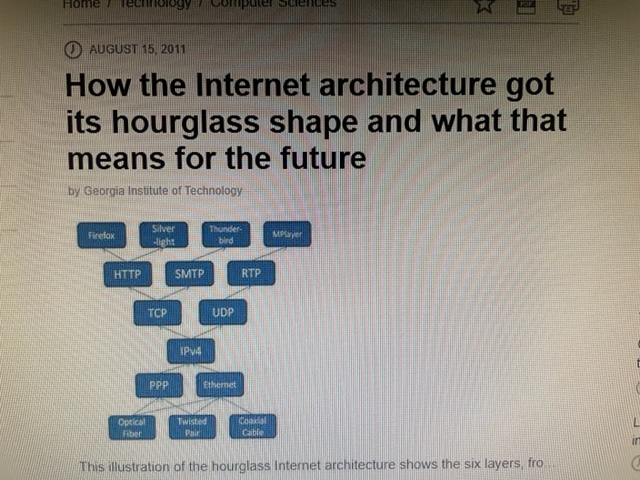 Home / Technology / Computer Sciences
AUGUST 15, 2011
How the Internet architecture got
its hourglass shape and what that
means for the future
by Georgia Institute of Technology
Firefox
Silver
-light
Thunder-
bird
MPlayer
HTTP
SMTP
RTP
TCP
UDP
IPv4
PPP
Ethernet
Optical
Fiber
Twisted
Pair
Coaxial
Cable
This illustration of the hourglass Internet architecture shows the six layers, fro...
L
in